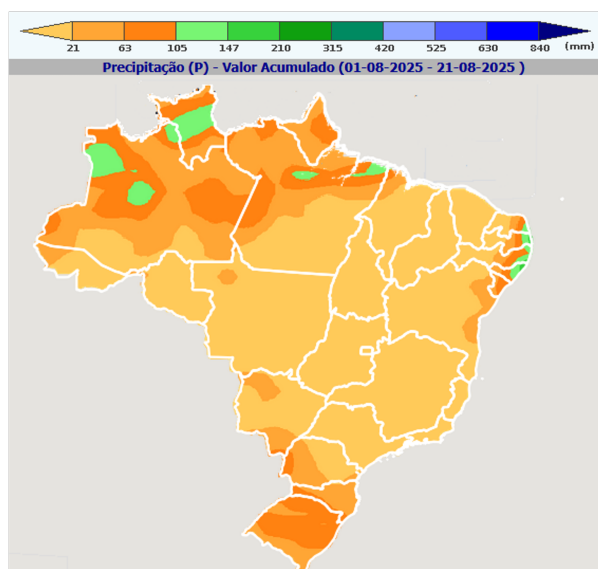 21 63 105 147 210 315 420 525 630 840 (mm)
Precipitação (P) - Valor Acumulado (01-08-2025 - 21-08-2025 )